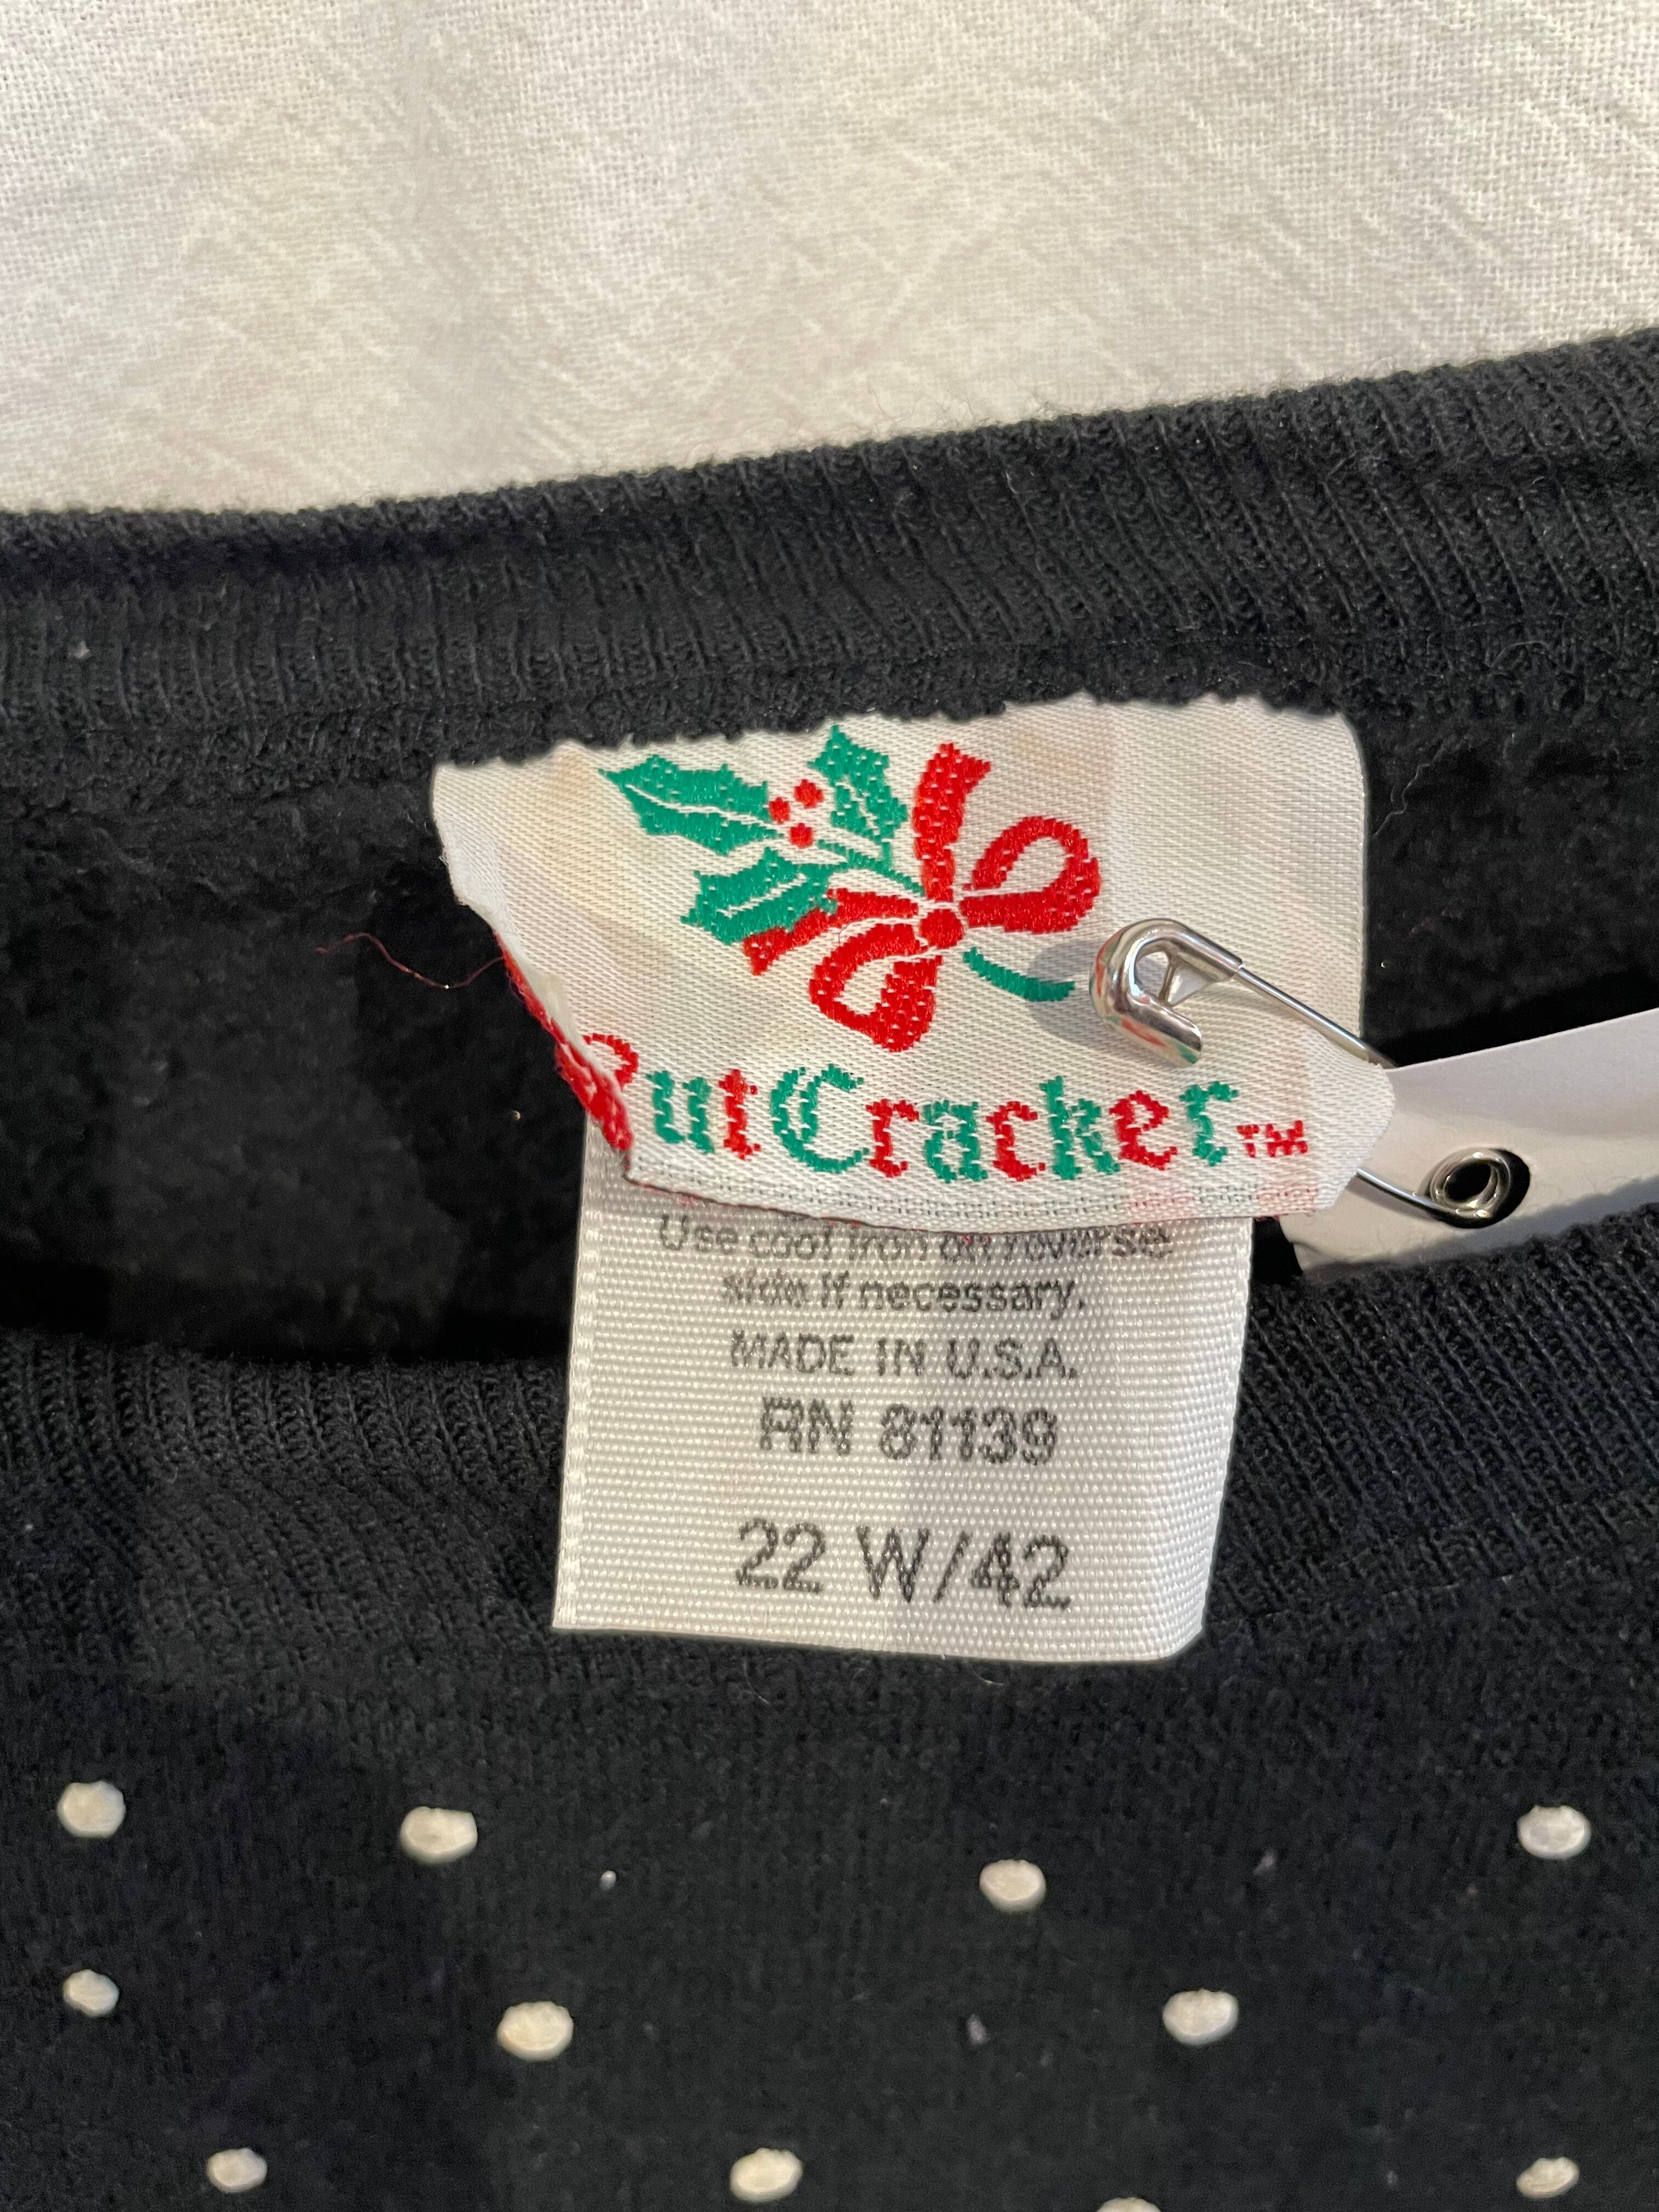 NutCracker™
Use cool iron on reverse
side if necessary.
MADE IN U.S.A.
RN 81139
22 W/42